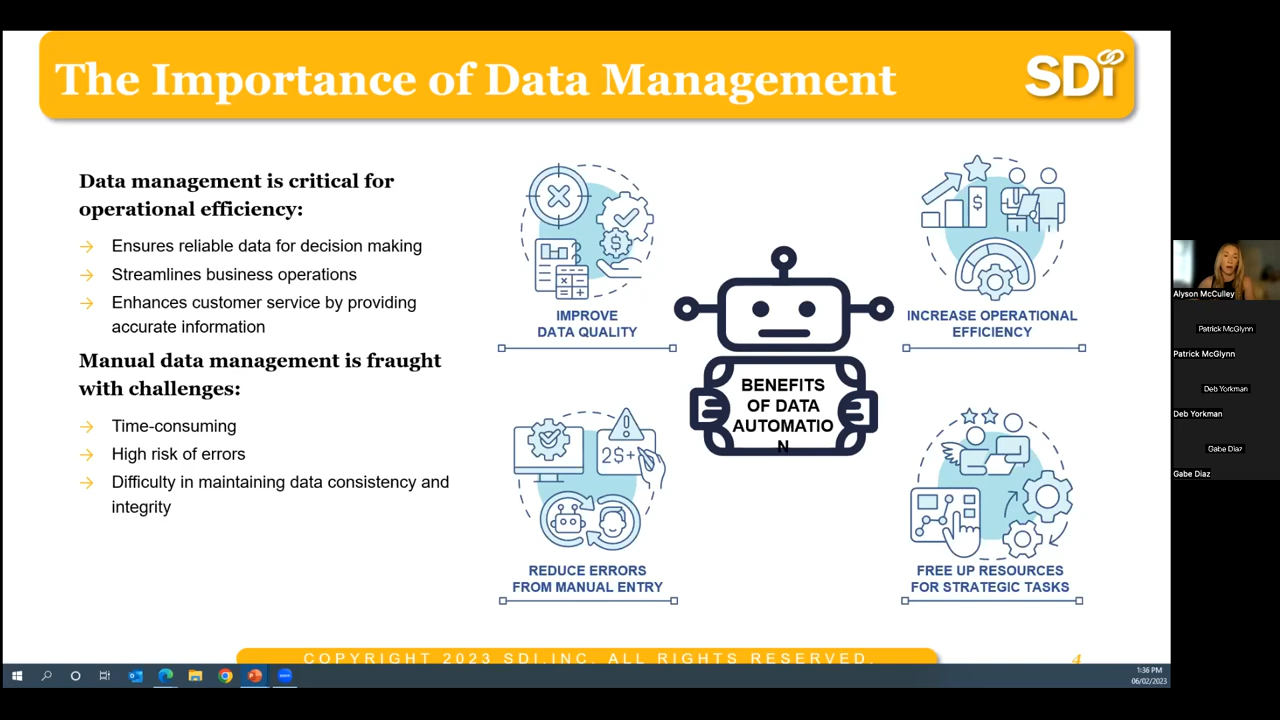 The Importance of Data Management
SDi
Data management is critical for
operational efficiency:
Ensures reliable data for decision making
Streamlines business operations
Enhances customer service by providing
accurate information
Manual data management is fraught
with challenges:
Time-consuming
High risk of errors
Difficulty in maintaining data consistency and
integrity
IMPROVE
DATA QUALITY
INCREASE OPERATIONAL
EFFICIENCY
BENEFITS
OF DATA
AUTOMATIO
N
2$+
REDUCE ERRORS
FROM MANUAL ENTRY
FREE UP RESOURCES
FOR STRATEGIC TASKS
COPYRIGHT 2023 SDI,INC. ALL RIGHTS RESERVED.
4
1:36 PM
06/02/2023
Alyson McCulley
Patrick McGlynn
Patrick McGlynn
Deb Yorkman
Deb Yorkman
Gabe Diaz
Gabe Diaz